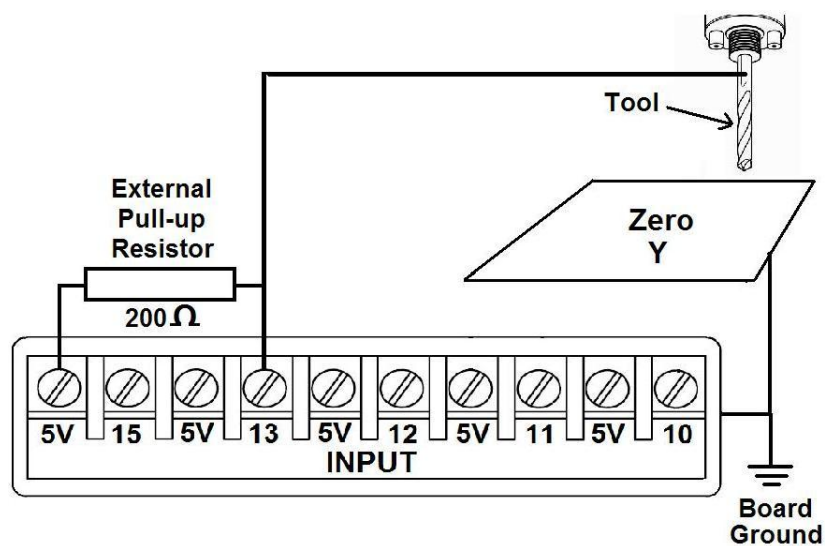 Tool
External
Pull-up
Resistor
Zero
Y
200 Ω
5V 15 5V 13 5V 12 5V 11 5V 10
INPUT
Board
Ground